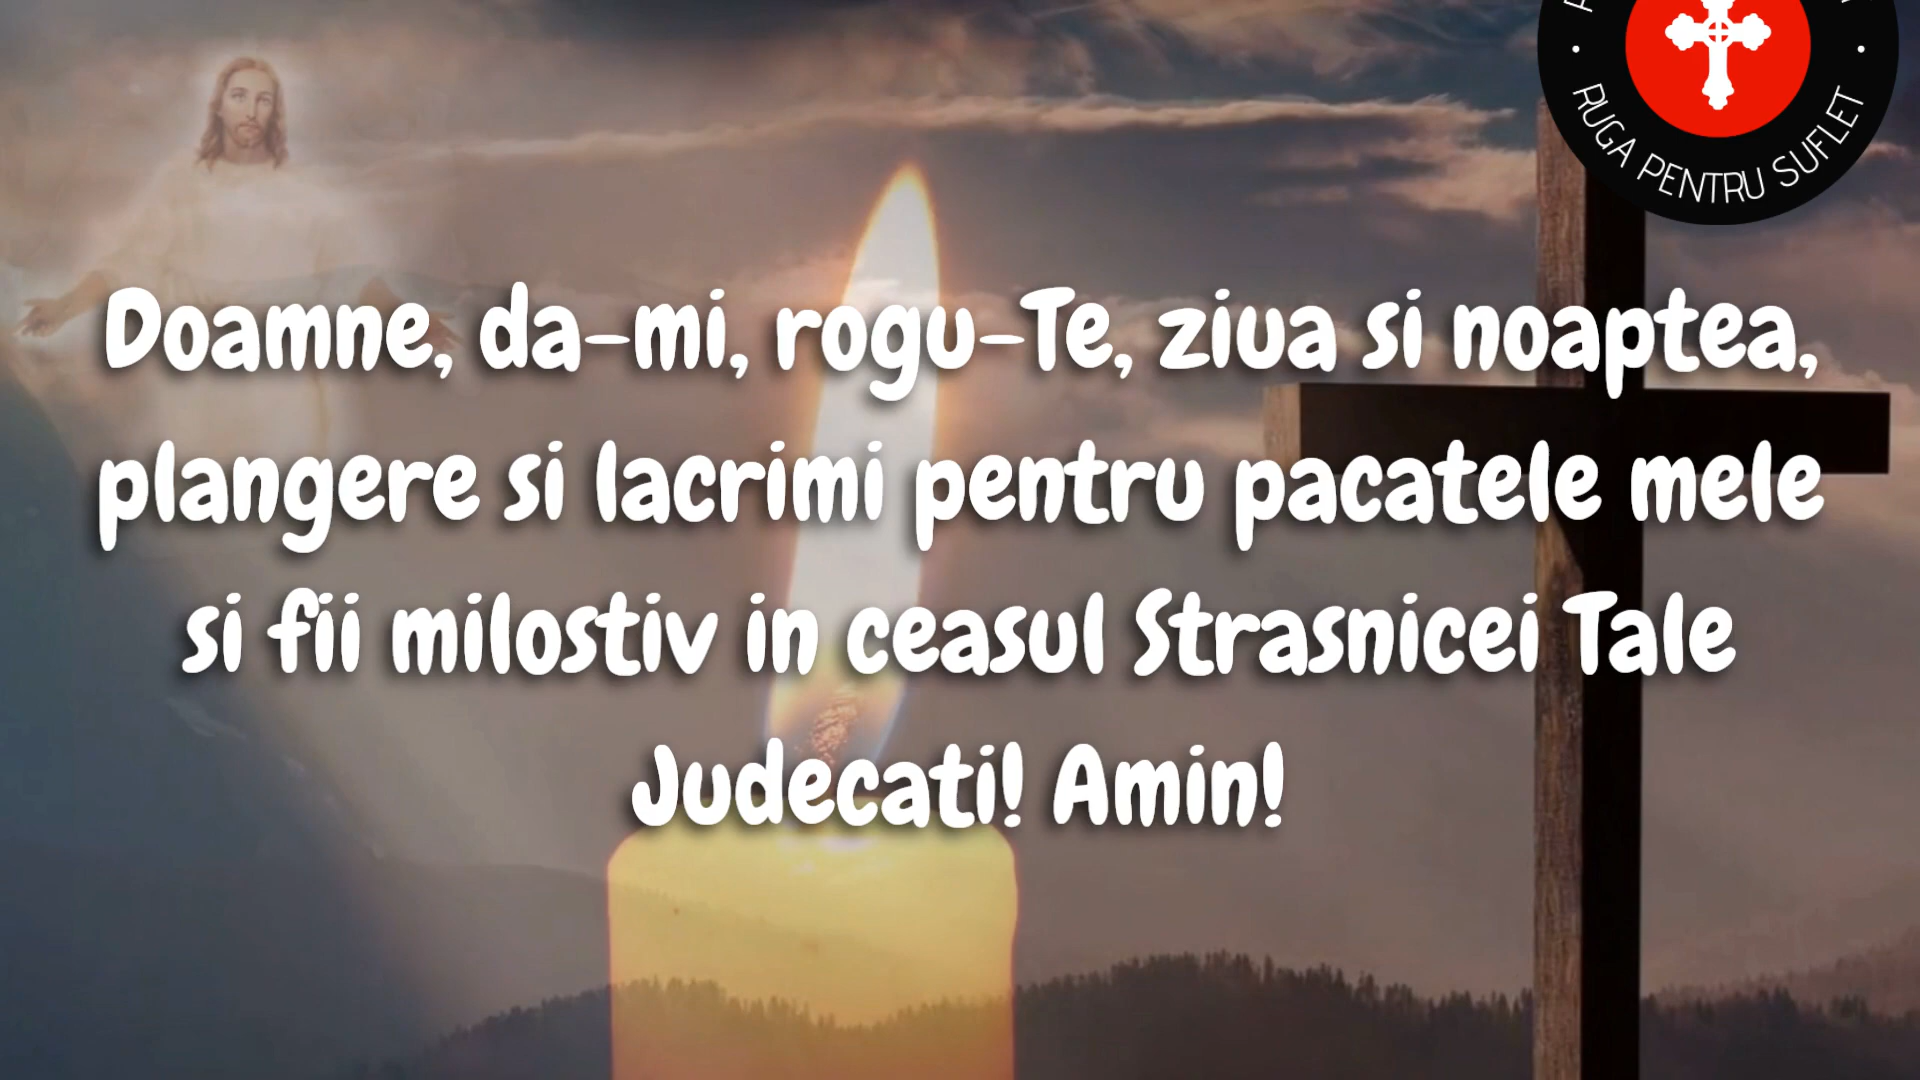 RUGA PENTRU SUFLET
Doamne, da-mi, rogu-Te, ziua si noaptea,
plangere si lacrimi pentru pacatele mele
si fii milostiv in ceasul Strasnicei Tale
Judecati! Amin!